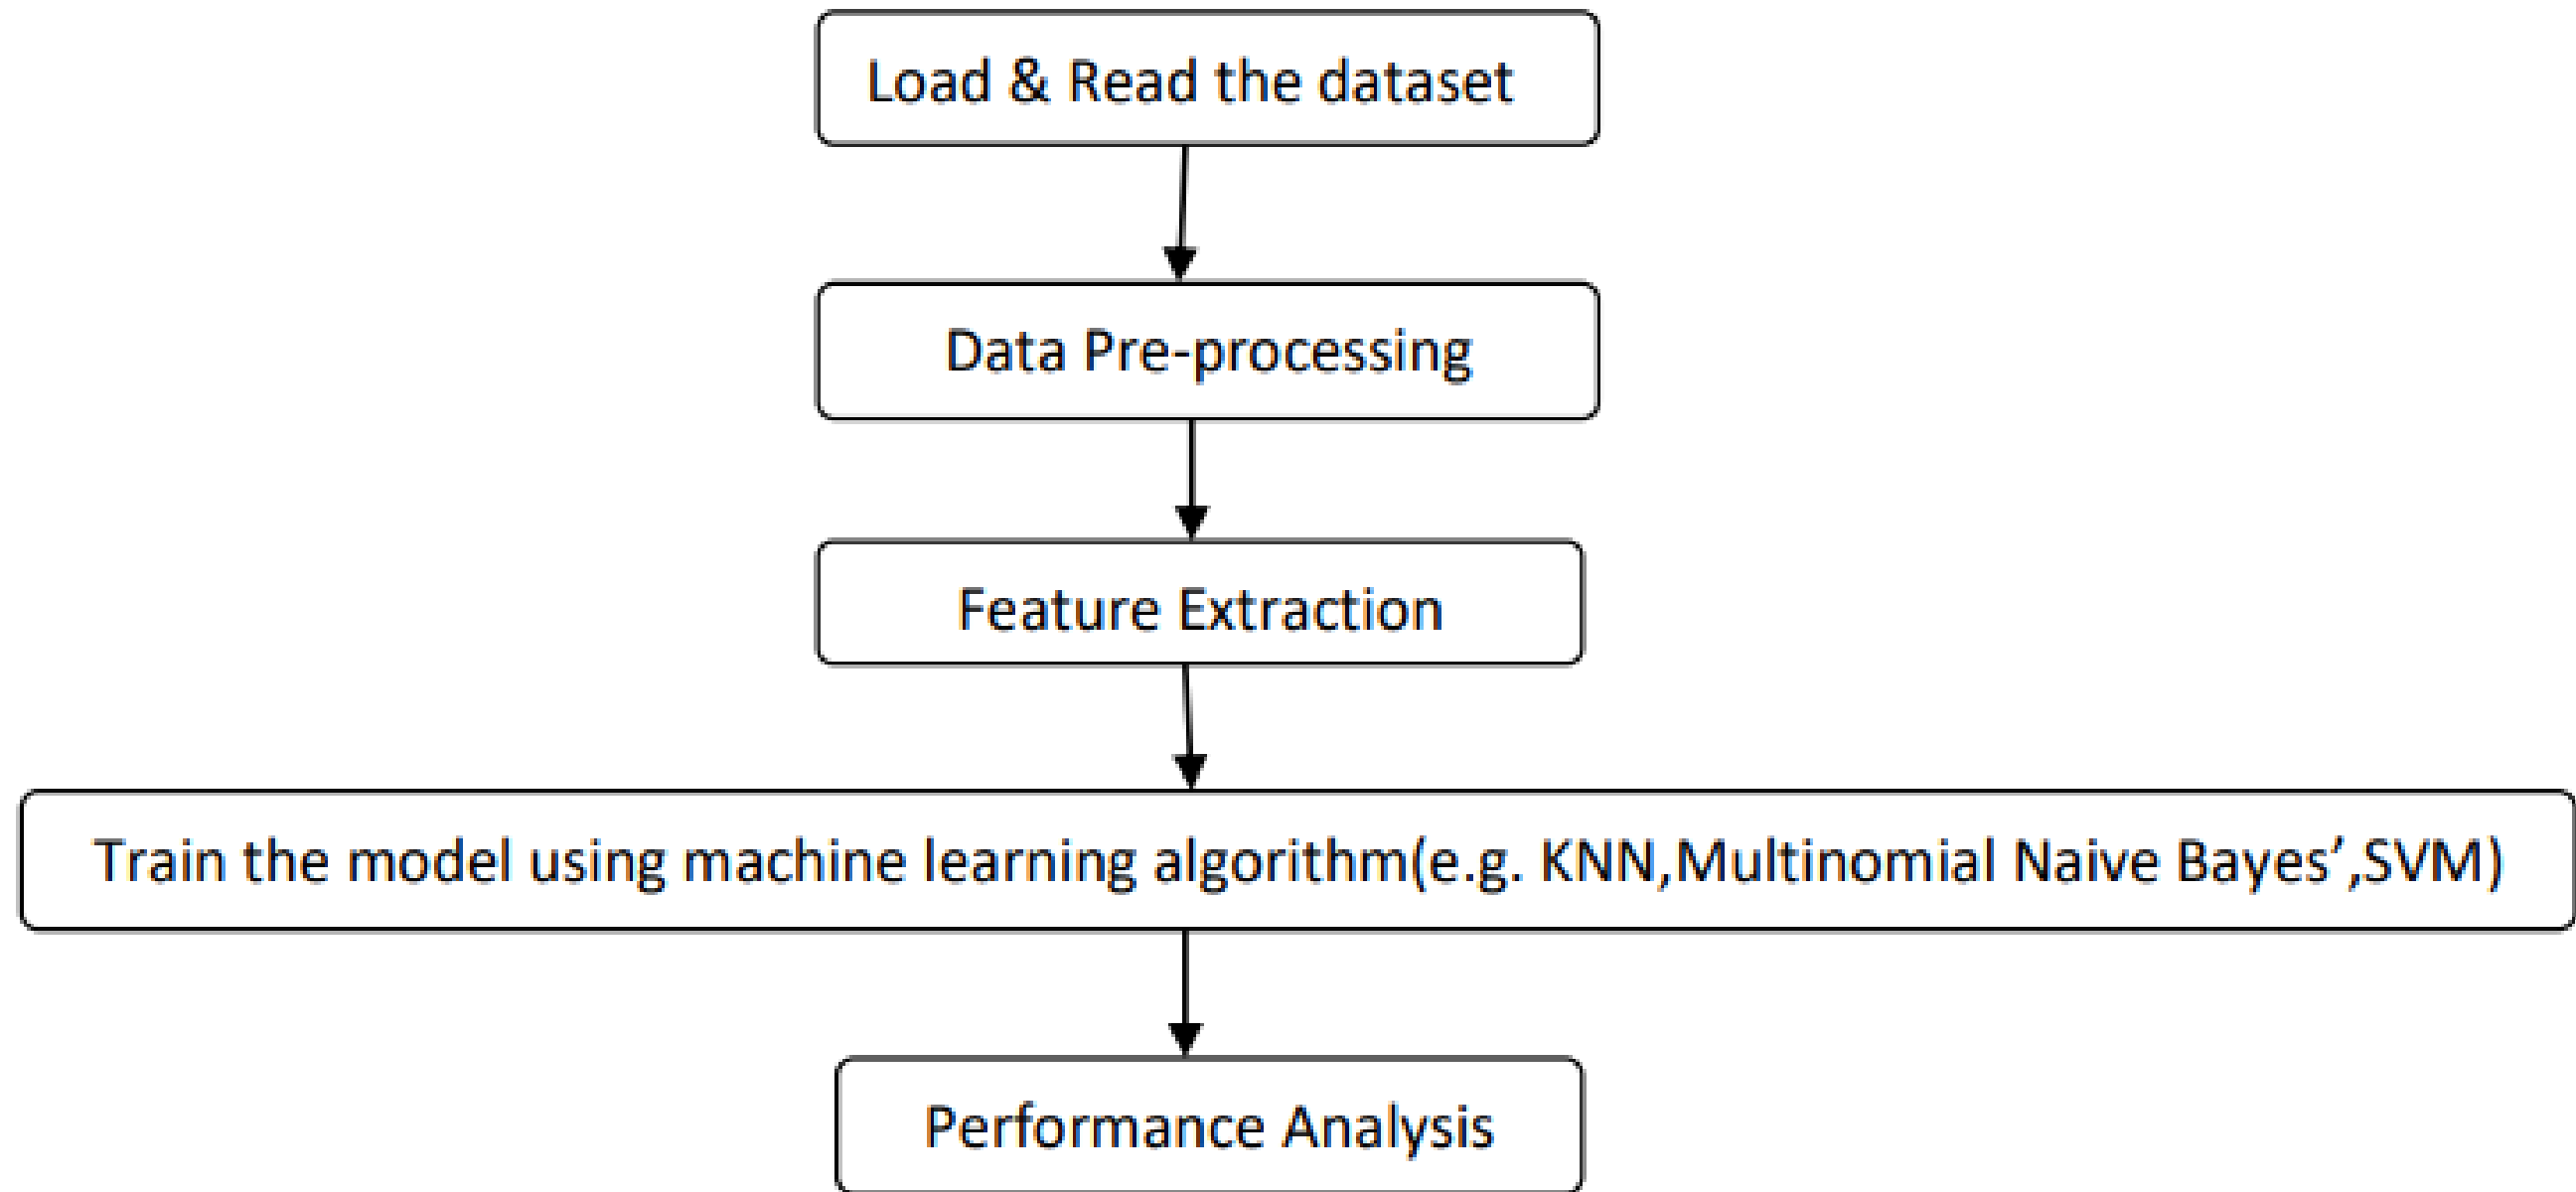 Load & Read the dataset
Data Pre-processing
Feature Extraction
Train the model using machine learning algorithm(e.g. KNN,Multinomial Naive Bayes’,SVM)
Performance Analysis